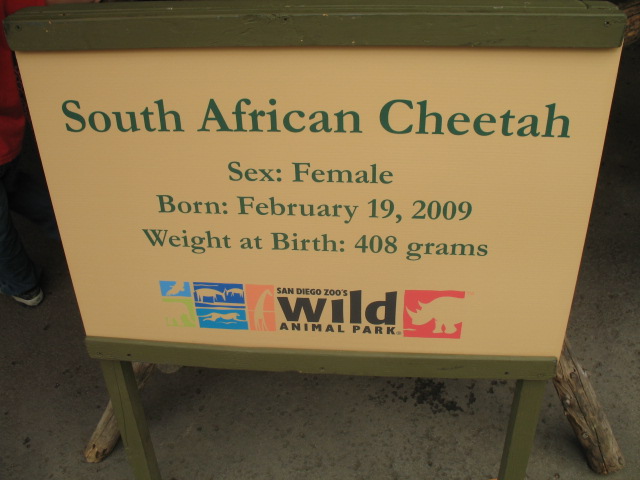 South African Cheetah
Sex: Female
Born: February 19, 2009
Weight at Birth: 408 grams
SAN DIEGO ZOO'S
wild
ANIMAL PARK